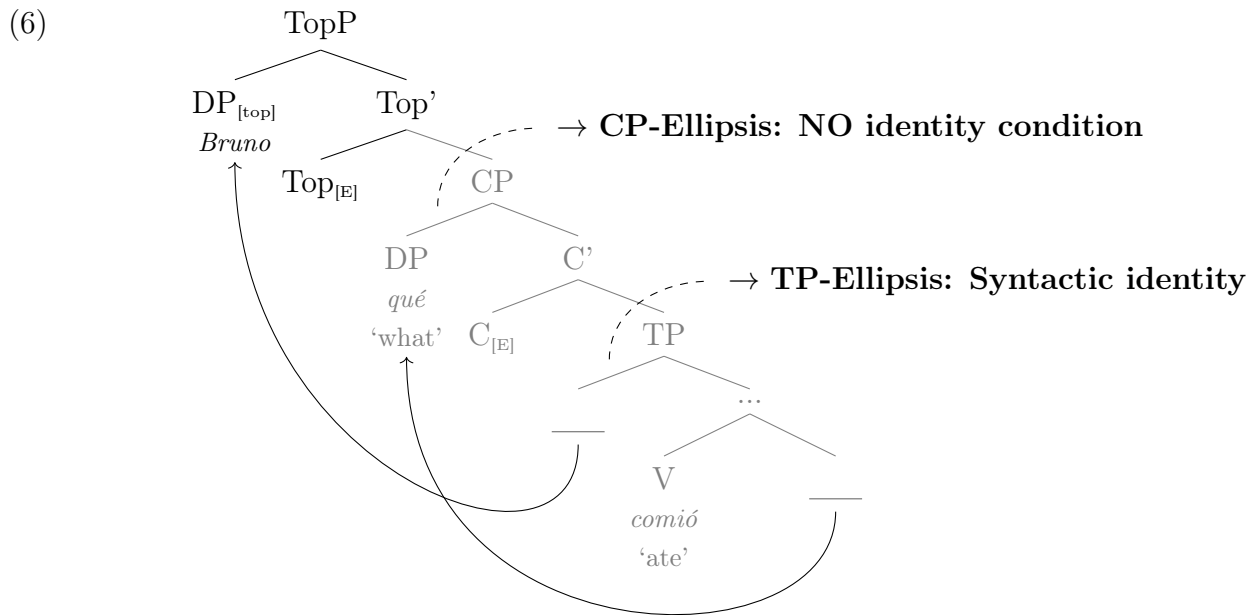 (6)
TopP
DP[top] Top'
Bruno
→ CP-Ellipsis: NO identity condition
Top[E] CP
DP C'
qué
→ TP-Ellipsis: Syntactic identity
‘what’ C[E] TP
...
V
comió
‘ate’